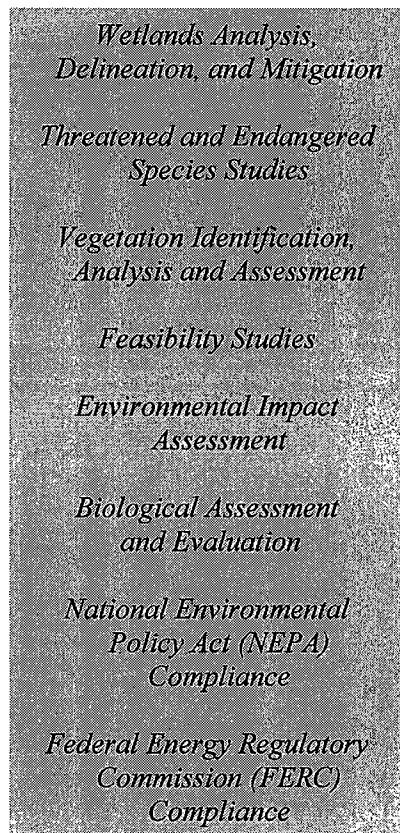 Wetlands Analysis,
Delineation, and Mitigation
Threatened and Endangered
Species Studies
Vegetation Identification,
Analysis and Assessment
Feasibility Studies
Environmental Impact
Assessment
Biological Assessment
and Evaluation
National Environmental
Policy Act (NEPA)
Compliance
Federal Energy Regulatory
Commission (FERC)
Compliance